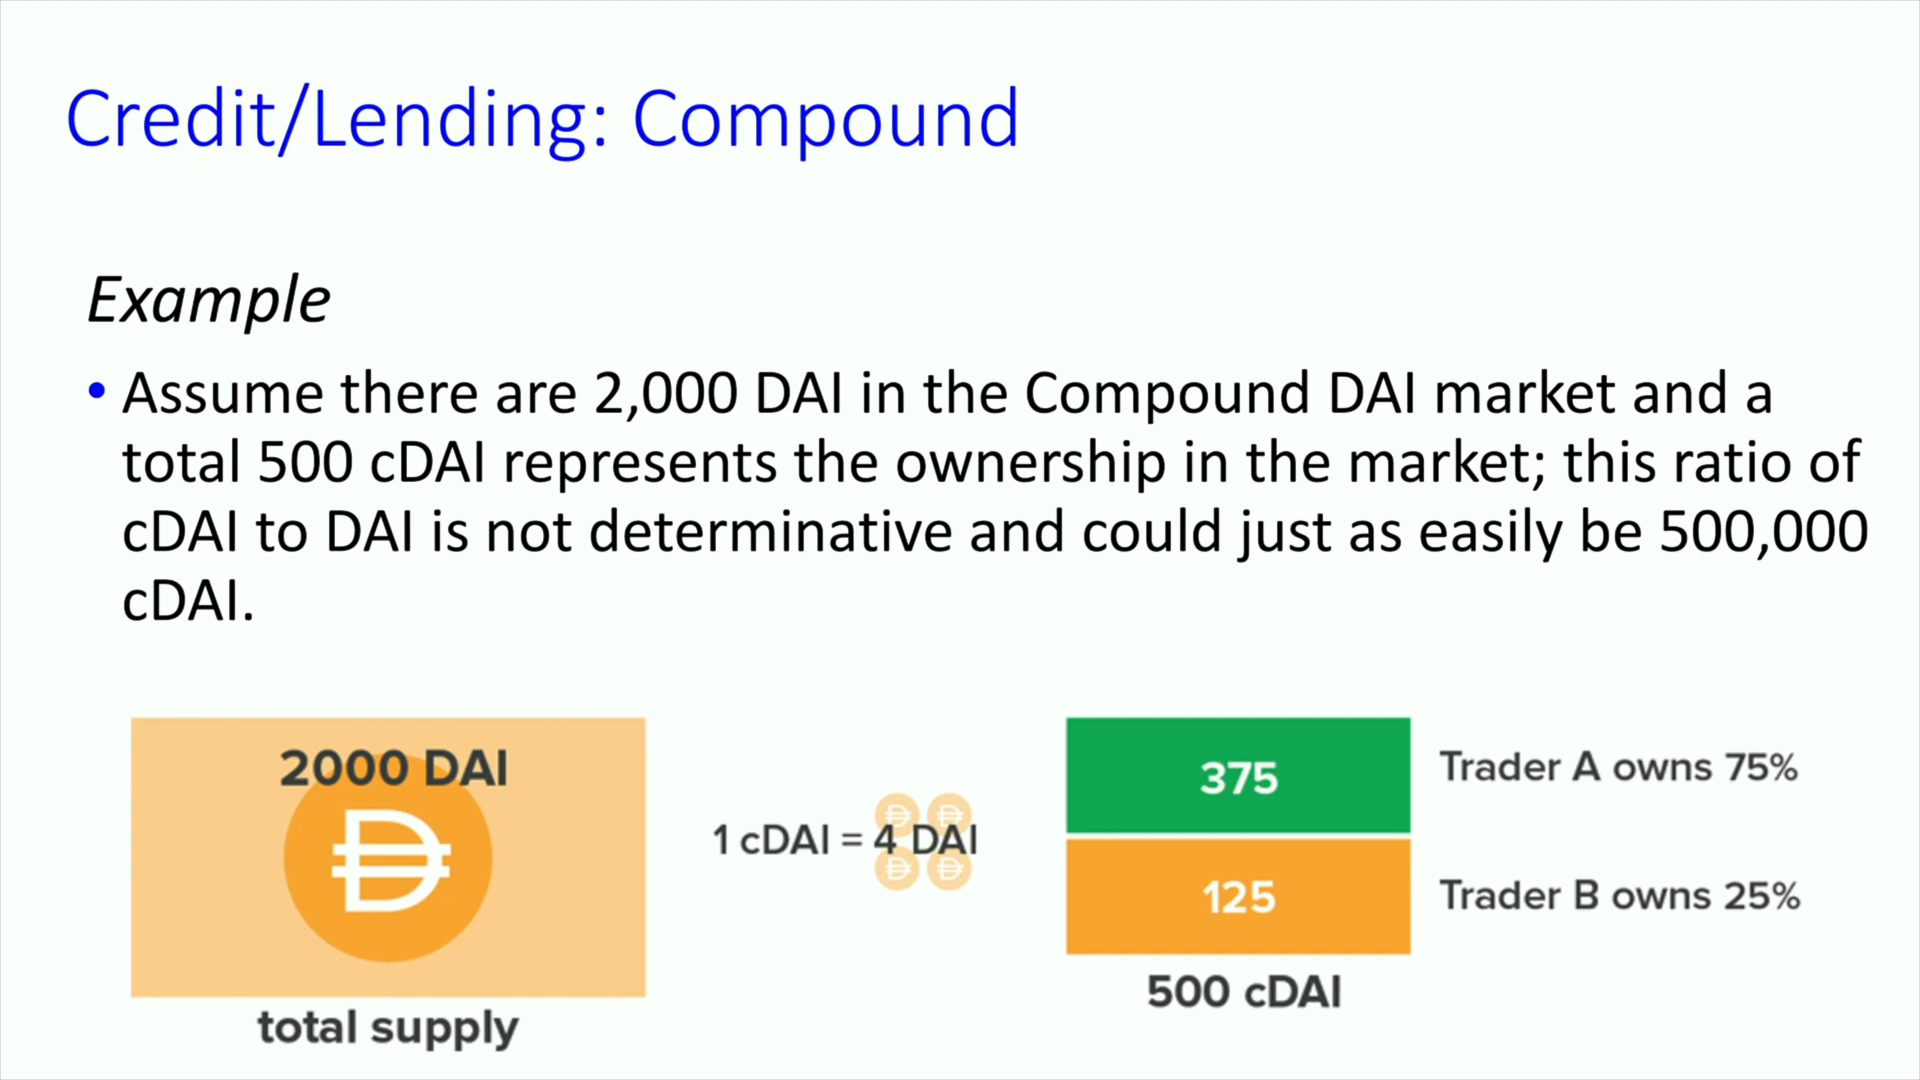 Credit/Lending: Compound
Example
• Assume there are 2,000 DAI in the Compound DAI market and a
total 500 cDAI represents the ownership in the market; this ratio of
cDAI to DAI is not determinative and could just as easily be 500,000
cDAI.
2000 DAI
total supply
1 cDAI = 4 DAI
375
Trader A owns 75%
125
Trader B owns 25%
500 cDAI